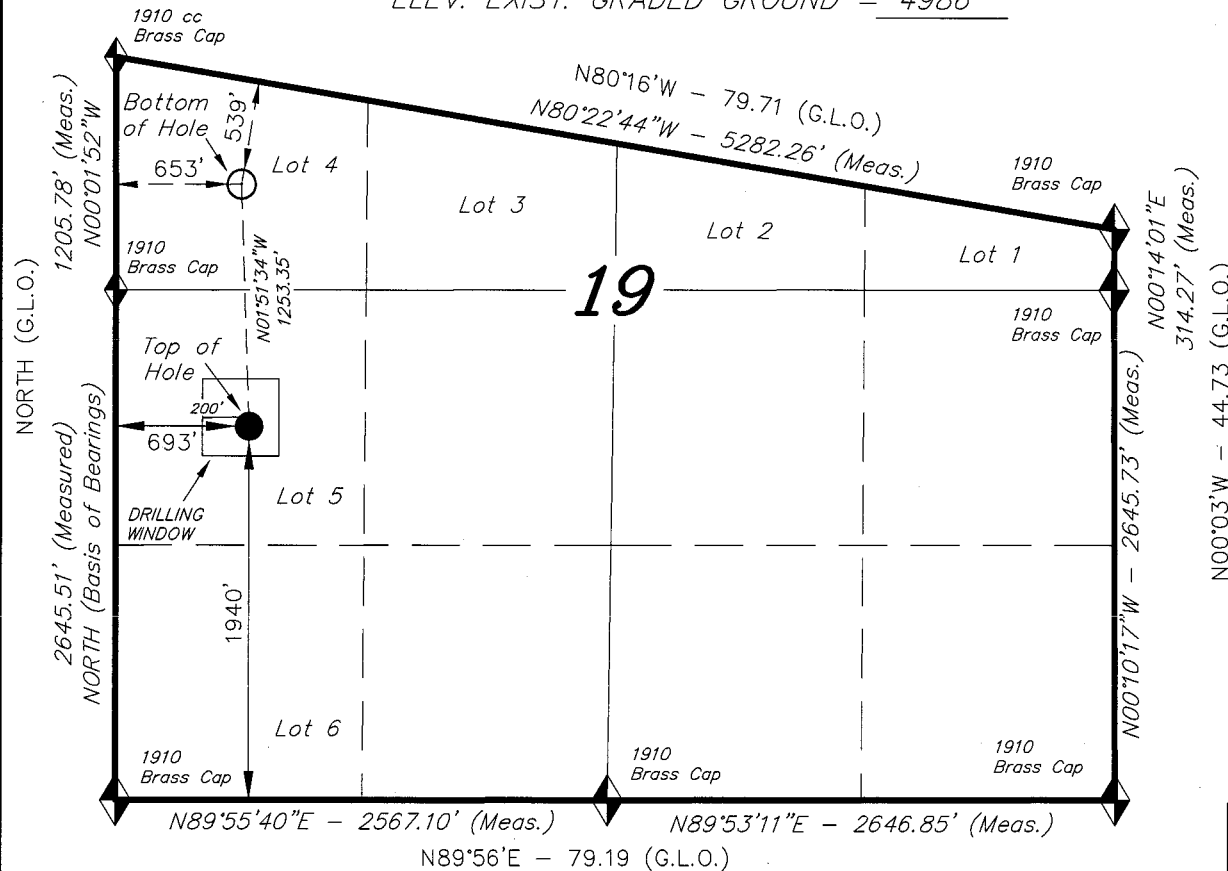 ELEV. EXIST. GRADED GROUND = 4986'
1910 cc
Brass Cap
N80°16'W - 79.71 (G.L.O.)
N80°22'44"W - 5282.26' (Meas.)
1205.78' (Meas.)
N00°01'52"W
Bottom
of Hole
539'
653'
Lot 4
Lot 3
Lot 2
Lot 1
1910
Brass Cap
N00°14'01"E
314.27' (Meas.)
1910
Brass Cap
19
N01°51'34"W
1253.35'
1910
Brass Cap
NORTH (G.L.O.)
Top of
Hole
200'
693'
2645.51' (Measured)
NORTH (Basis of Bearings)
Lot 5
DRILLING
WINDOW
1940'
N00°10'17"W - 2645.73' (Meas.)
N00°03'W - 44.73 (G.L.O.)
Lot 6
1910
Brass Cap
1910
Brass Cap
1910
Brass Cap
N89°55'40"E - 2567.10' (Meas.)
N89°53'11"E - 2646.85' (Meas.)
N89°56'E - 79.19 (G.L.O.)